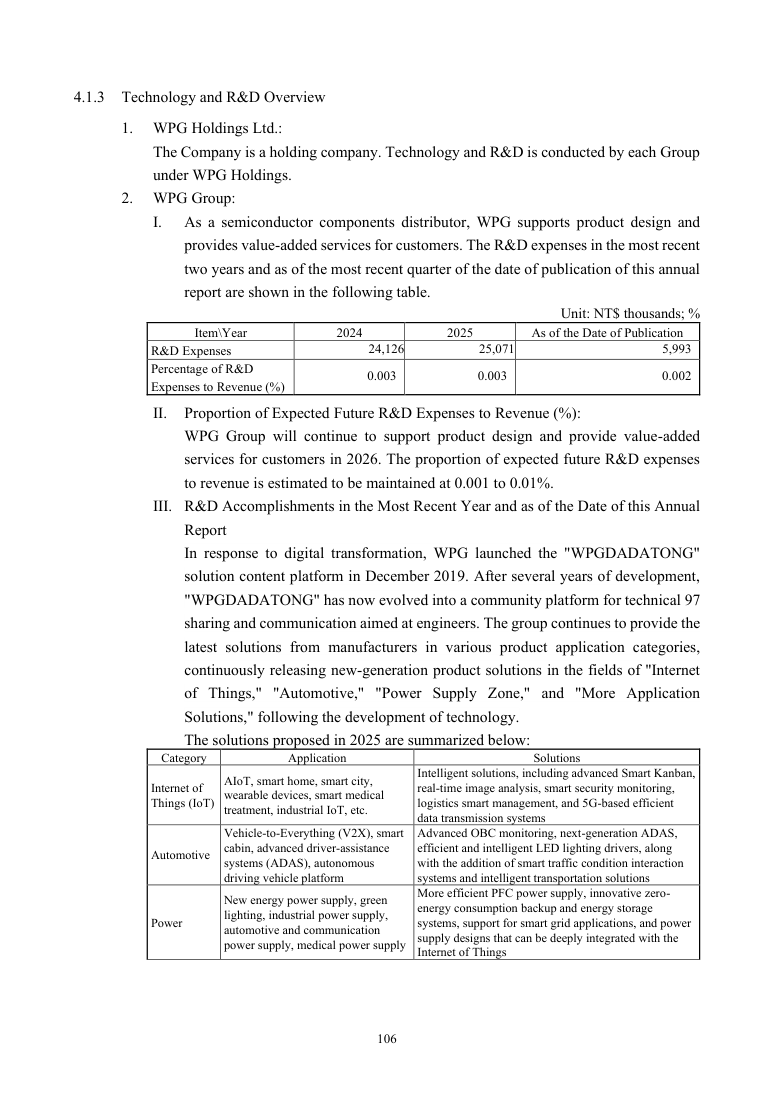 4.1.3 Technology and R&D Overview
1. WPG Holdings Ltd.:
The Company is a holding company. Technology and R&D is conducted by each Group
under WPG Holdings.
2. WPG Group:
I. As a semiconductor components distributor, WPG supports product design and
provides value-added services for customers. The R&D expenses in the most recent
two years and as of the most recent quarter of the date of publication of this annual
report are shown in the following table.
Unit: NT$ thousands; %
Item\Year 2024 2025 As of the Date of Publication
R&D Expenses 24,126 25,071 5,993
Percentage of R&D
Expenses to Revenue (%) 0.003 0.003 0.002
II. Proportion of Expected Future R&D Expenses to Revenue (%):
WPG Group will continue to support product design and provide value-added
services for customers in 2026. The proportion of expected future R&D expenses
to revenue is estimated to be maintained at 0.001 to 0.01%.
III. R&D Accomplishments in the Most Recent Year and as of the Date of this Annual
Report
In response to digital transformation, WPG launched the "WPGDADATONG"
solution content platform in December 2019. After several years of development,
"WPGDADATONG" has now evolved into a community platform for technical 97
sharing and communication aimed at engineers. The group continues to provide the
latest solutions from manufacturers in various product application categories,
continuously releasing new-generation product solutions in the fields of "Internet
of Things," "Automotive," "Power Supply Zone," and "More Application
Solutions," following the development of technology.
The solutions proposed in 2025 are summarized below:
Category Application Solutions
Internet of
Things (IoT)
AIoT, smart home, smart city,
wearable devices, smart medical
treatment, industrial IoT, etc.
Intelligent solutions, including advanced Smart Kanban,
real-time image analysis, smart security monitoring,
logistics smart management, and 5G-based efficient
data transmission systems
Automotive
Vehicle-to-Everything (V2X), smart
cabin, advanced driver-assistance
systems (ADAS), autonomous
driving vehicle platform
Advanced OBC monitoring, next-generation ADAS,
efficient and intelligent LED lighting drivers, along
with the addition of smart traffic condition interaction
systems and intelligent transportation solutions
Power
New energy power supply, green
lighting, industrial power supply,
automotive and communication
power supply, medical power supply
More efficient PFC power supply, innovative zero-
energy consumption backup and energy storage
systems, support for smart grid applications, and power
supply designs that can be deeply integrated with the
Internet of Things
106